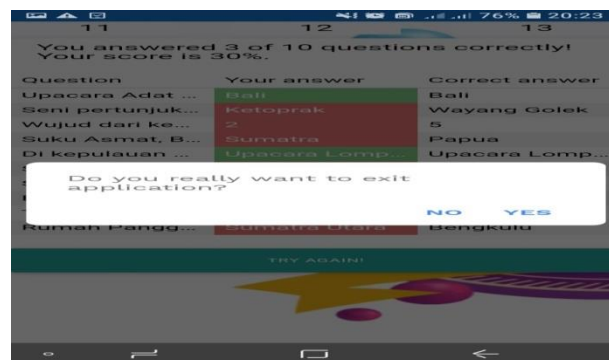 76% 20:23
11 12 13
You answered 3 of 10 questions correctly!
Your score is 30%.
Question Your answer Correct answer
Upacara Adat ... Bali Bali
Seni pertunjuk... Ketoprak Wayang Golek
Wujud dari ke... 2 5
Suku Asmat, B... Sumatra Papua
Di kepulauan ... Upacara Lomp... Upacara Lomp...
Do you really want to exit
application?
NO YES
Rumah Pangg... Sumatra Utara Bengkulu
TRY AGAIN!